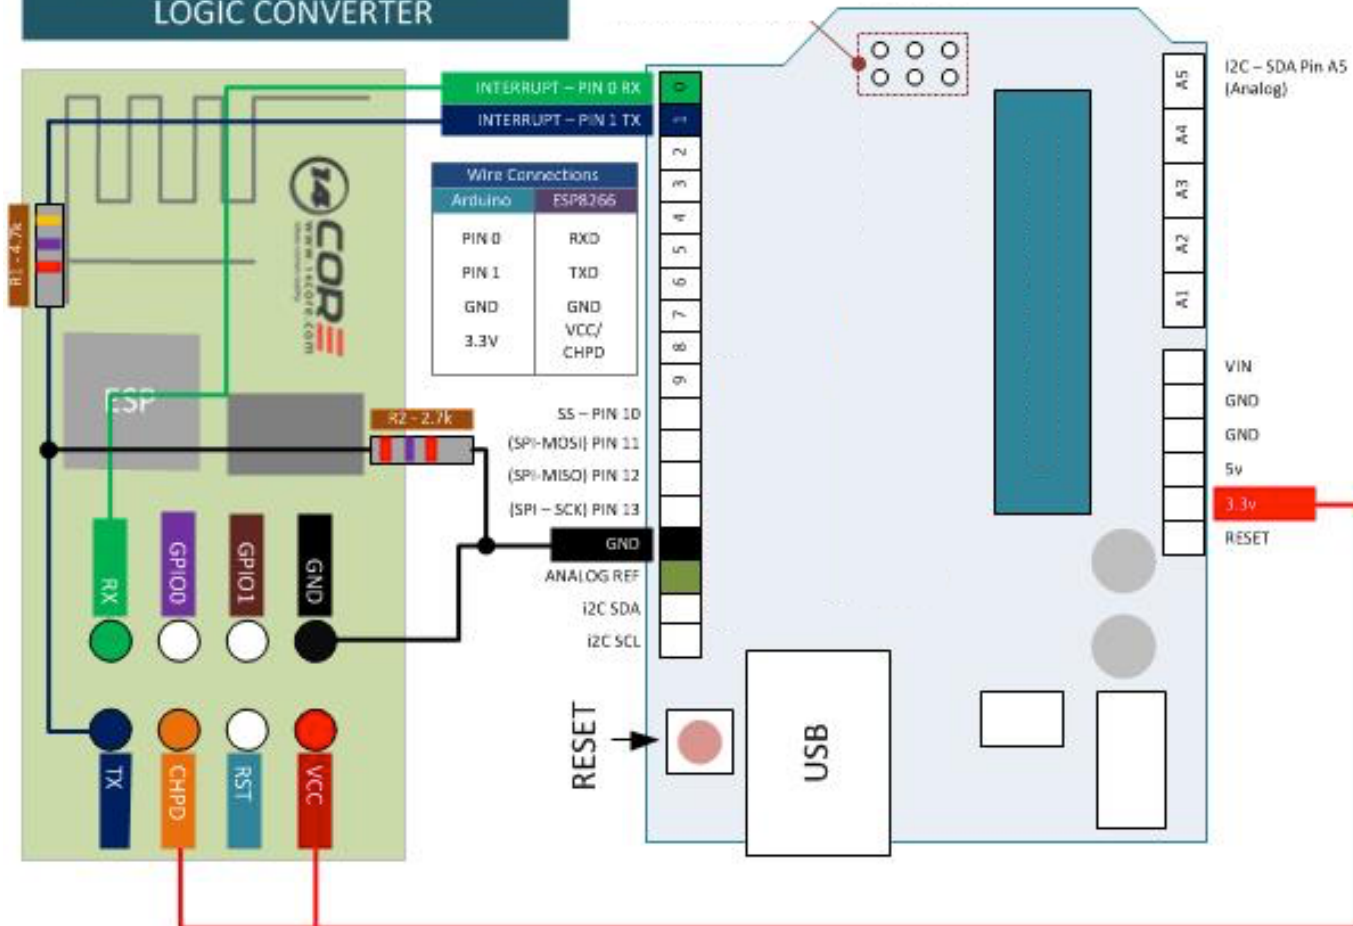 LOGIC CONVERTER
INTERRUPT – PIN 0 RX
INTERRUPT – PIN 1 TX
Wire Connections
Arduino ESP8266
PIN 0 RXD
PIN 1 TXD
GND GND
3.3V VCC/
CHPD
R1 - 4.7k
14CORE
www.14core.com
ESP
R2 - 2.7k
RX
GPIO0
GPIO1
GND
TX
CHPD
RST
VCC
0
1
2
3
4
5
6
7
8
9
SS – PIN 10
(SPI-MOSI) PIN 11
(SPI-MISO) PIN 12
(SPI – SCK) PIN 13
GND
ANALOG REF
i2C SDA
i2C SCL
RESET
USB
A5
A4
A3
A2
A1
i2C – SDA Pin A5
(Analog)
VIN
GND
GND
5v
3.3v
RESET